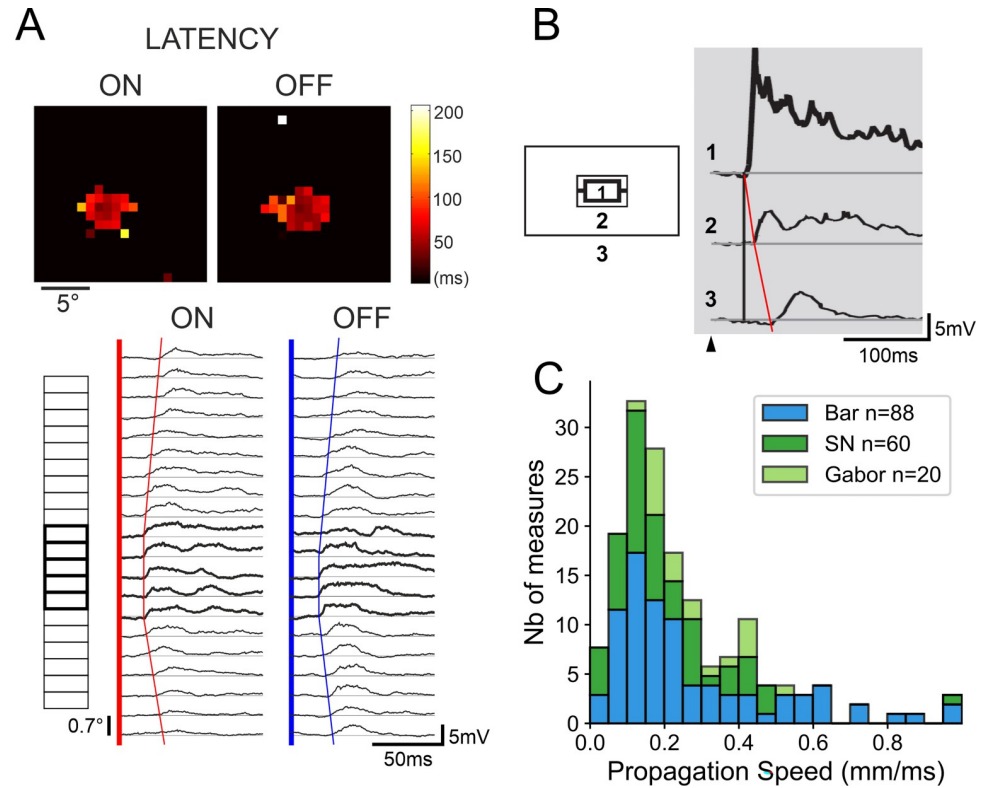 A
LATENCY
ON
OFF
200
150
100
50
(ms)
5°
ON
OFF
0.7°
5mV
50ms
B
1
2
3
1
2
3
5mV
100ms
C
Bar n=88
SN n=60
Gabor n=20
Nb of measures
30
25
20
15
10
5
0
0.0 0.2 0.4 0.6 0.8
Propagation Speed (mm/ms)